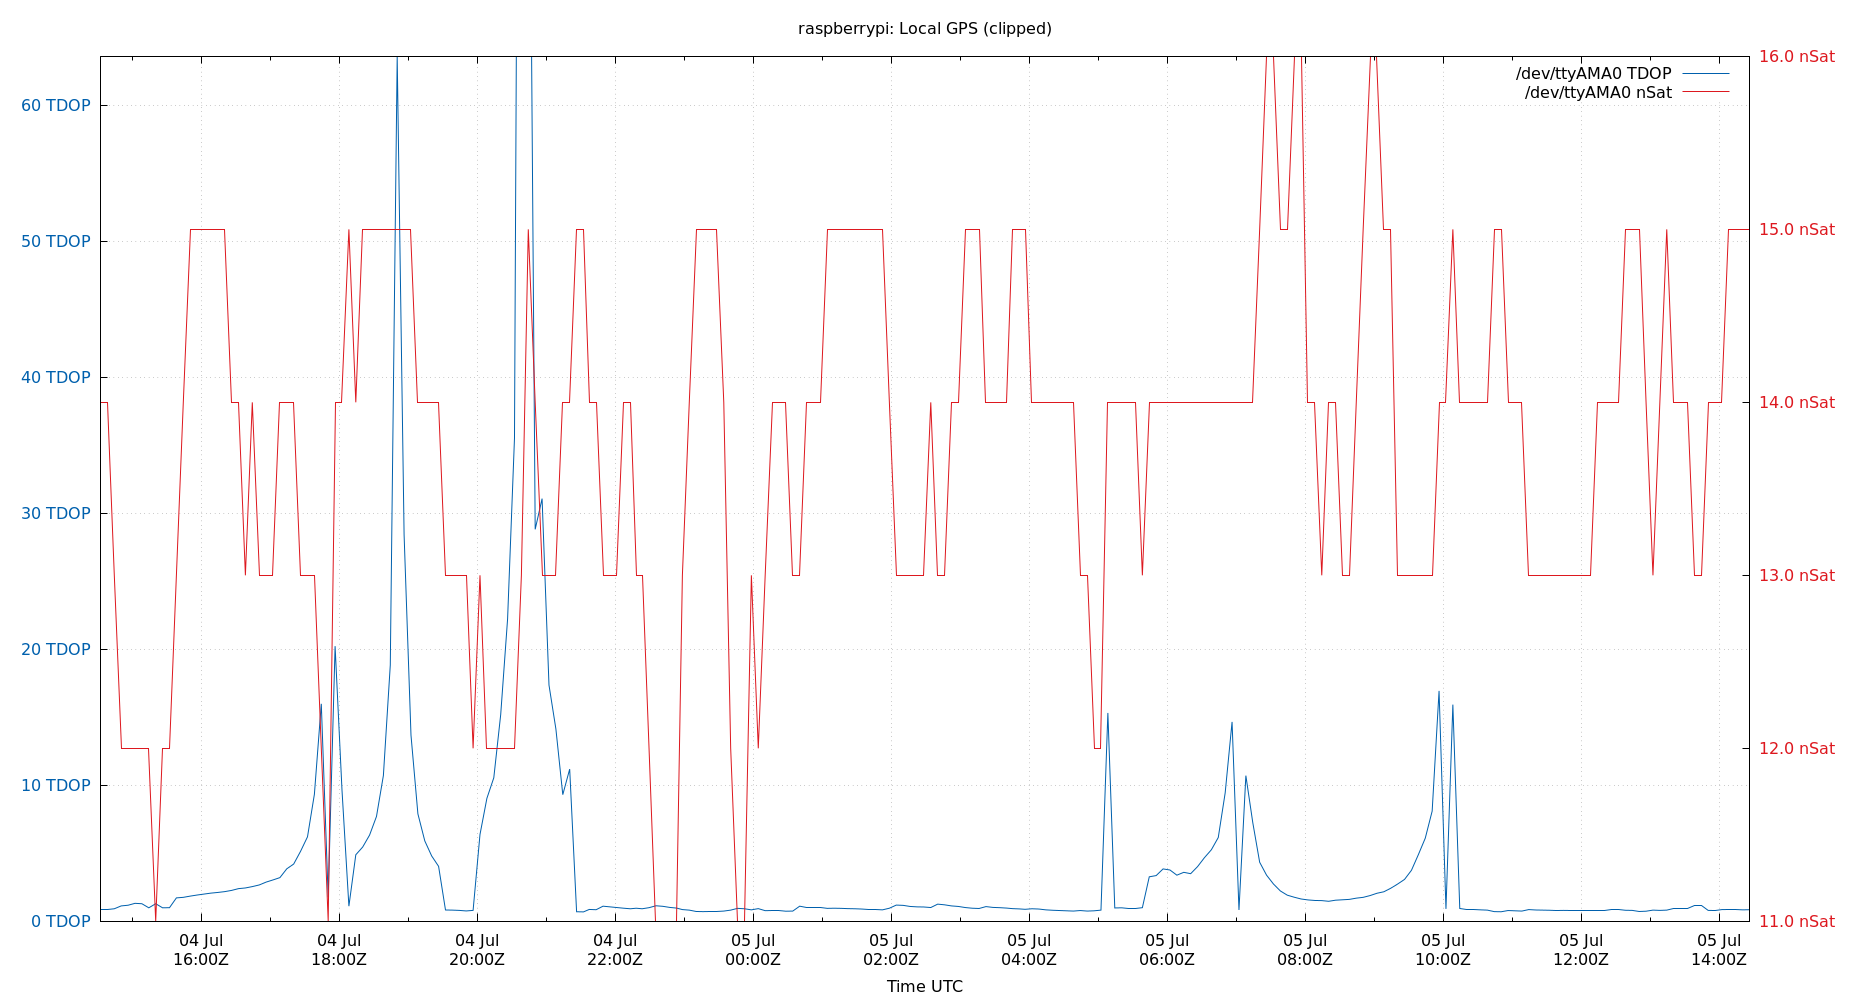 raspberrypi: Local GPS (clipped)
/dev/ttyAMA0 TDOP
/dev/ttyAMA0 nSat
60 TDOP
50 TDOP
40 TDOP
30 TDOP
20 TDOP
10 TDOP
0 TDOP
16.0 nSat
15.0 nSat
14.0 nSat
13.0 nSat
12.0 nSat
11.0 nSat
04 Jul
16:00Z
04 Jul
18:00Z
04 Jul
20:00Z
04 Jul
22:00Z
05 Jul
00:00Z
05 Jul
02:00Z
05 Jul
04:00Z
05 Jul
06:00Z
05 Jul
08:00Z
05 Jul
10:00Z
05 Jul
12:00Z
05 Jul
14:00Z
Time UTC